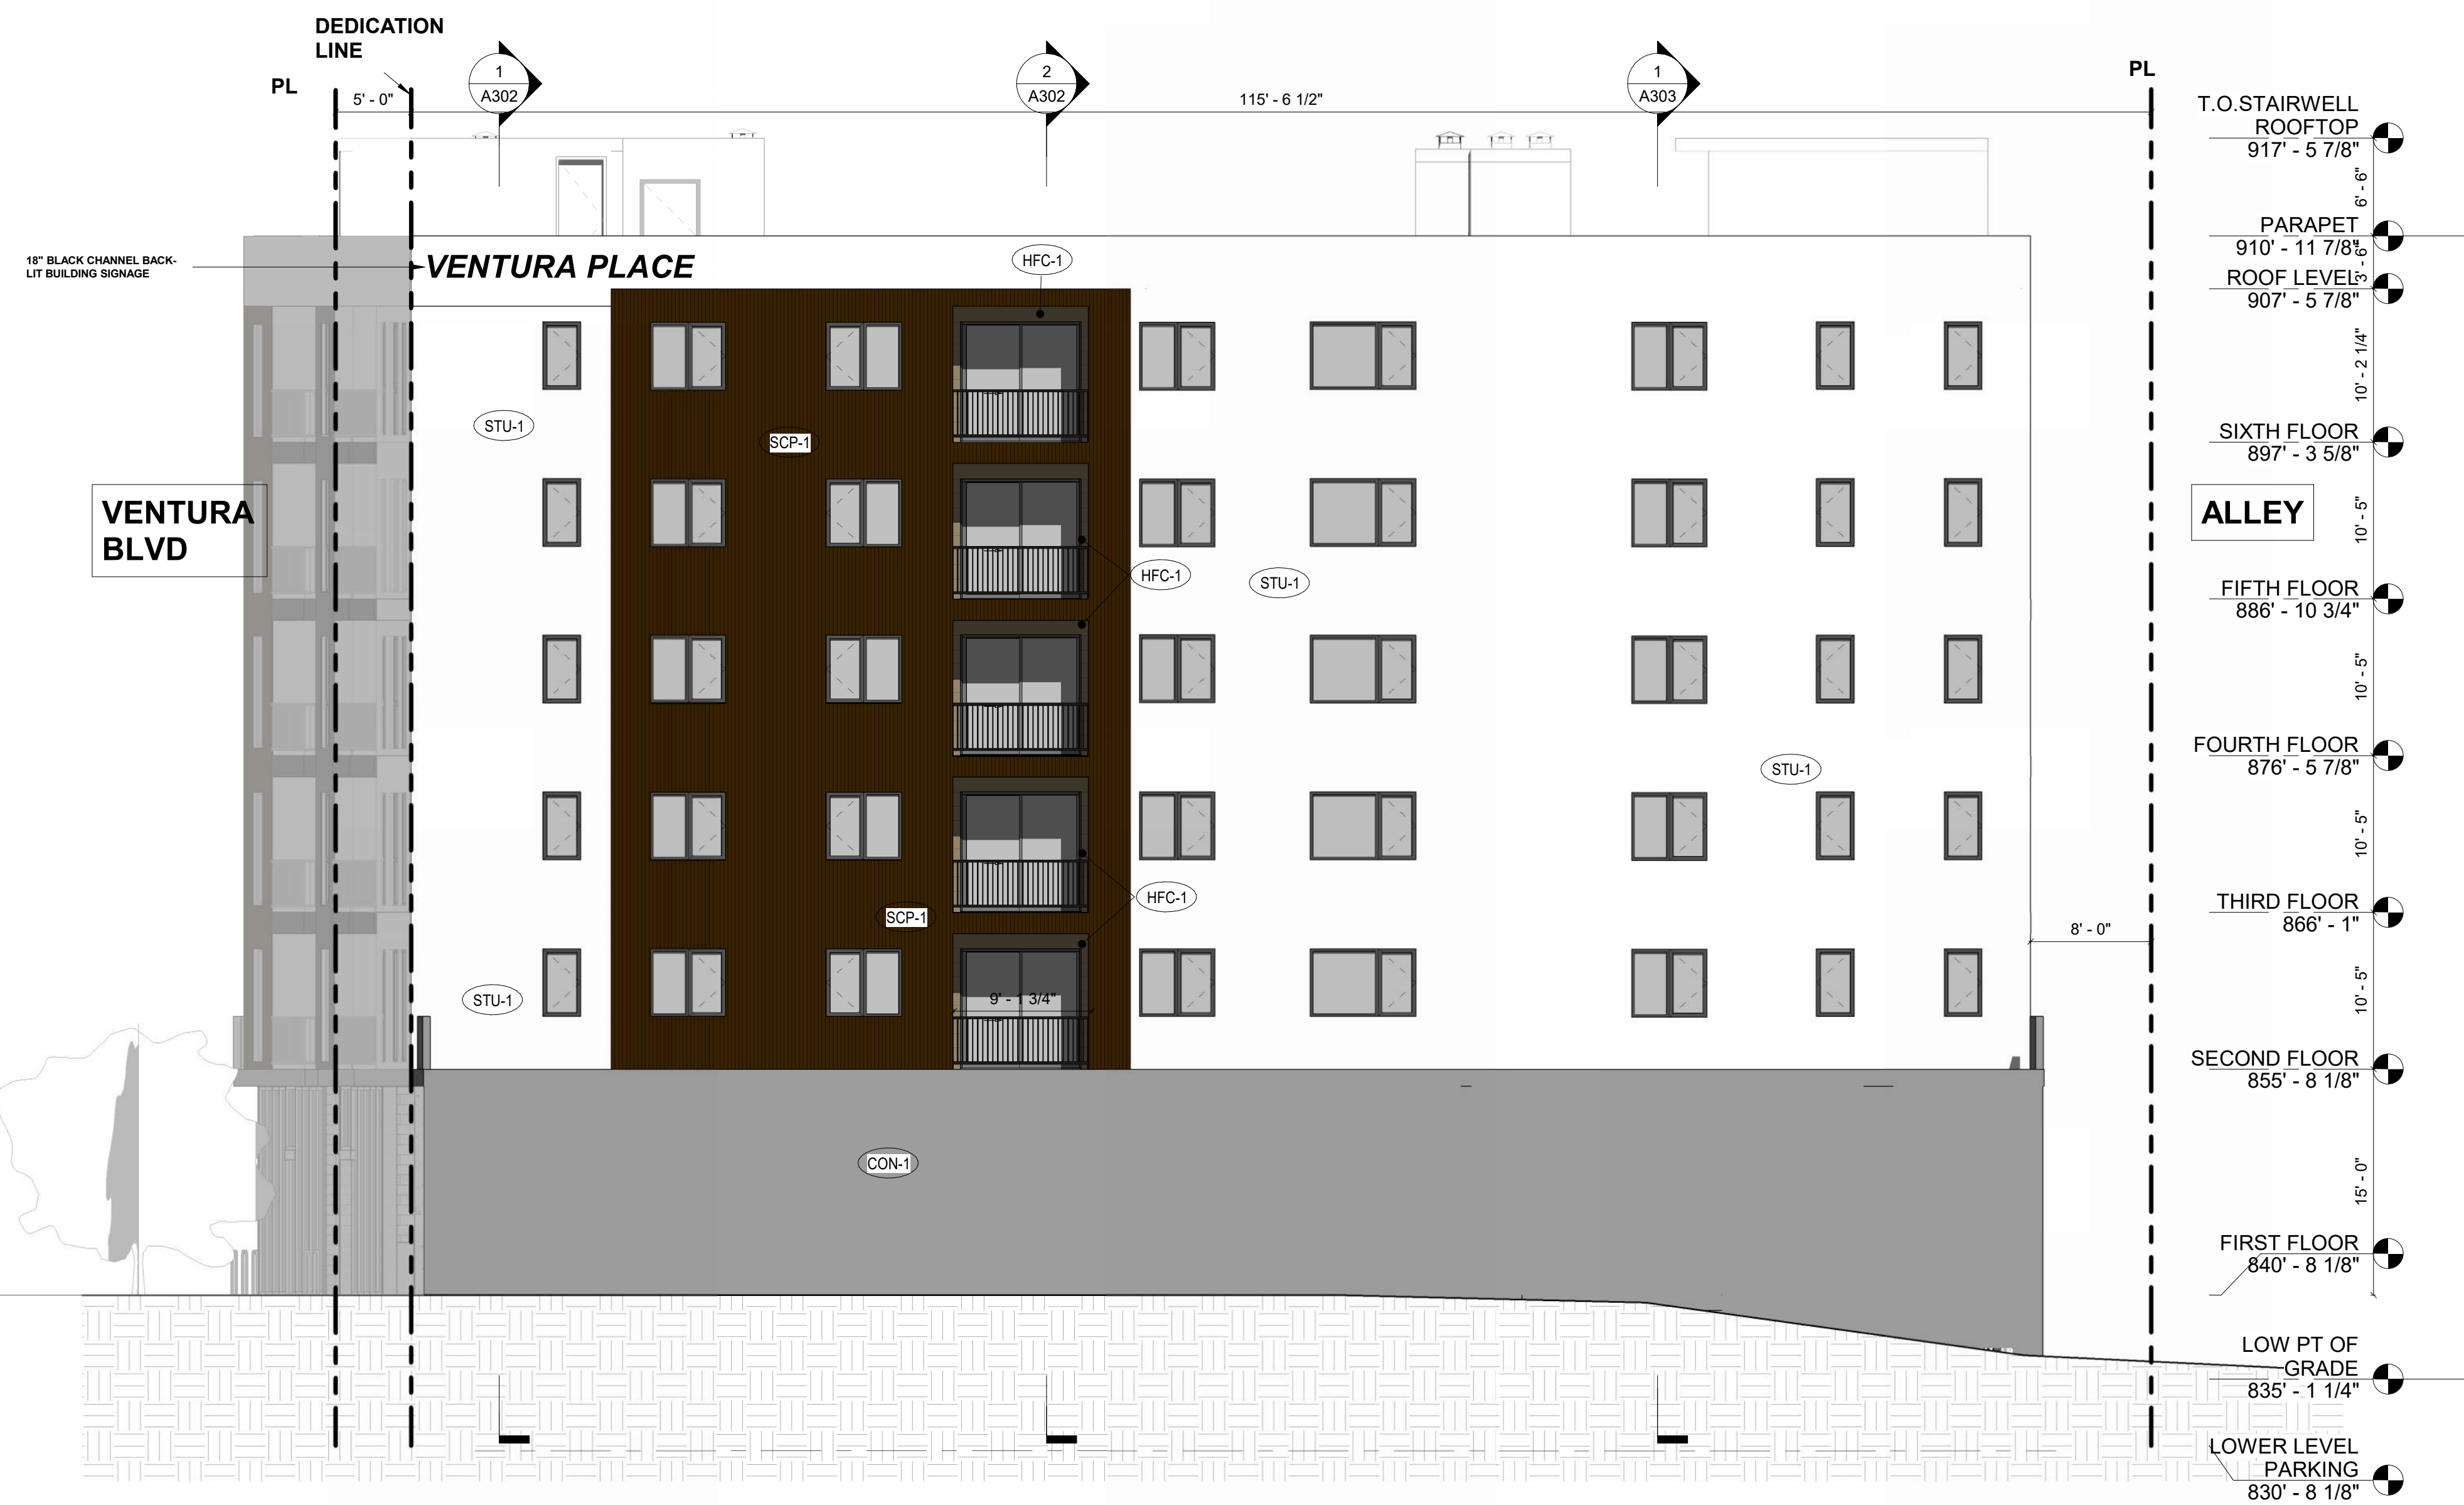 DEDICATION
LINE
PL
5' - 0"
1
A302
2
A302
115' - 6 1/2"
1
A303
PL
T.O.STAIRWELL
ROOFTOP
917' - 5 7/8"
6' - 6"
PARAPET
910' - 11 7/8"
3' - 6"
ROOF LEVEL
907' - 5 7/8"
18" BLACK CHANNEL BACK-
LIT BUILDING SIGNAGE
VENTURA PLACE
HFC-1
10' - 2 1/4"
STU-1
SCP-1
SIXTH FLOOR
897' - 3 5/8"
VENTURA
BLVD
ALLEY
10' - 5"
HFC-1
STU-1
FIFTH FLOOR
886' - 10 3/4"
10' - 5"
FOURTH FLOOR
876' - 5 7/8"
STU-1
10' - 5"
HFC-1
SCP-1
THIRD FLOOR
866' - 1"
8' - 0"
STU-1
9' - 1 3/4"
10' - 5"
SECOND FLOOR
855' - 8 1/8"
CON-1
15' - 0"
FIRST FLOOR
840' - 8 1/8"
LOW PT OF
GRADE
835' - 1 1/4"
LOWER LEVEL
PARKING
830' - 8 1/8"